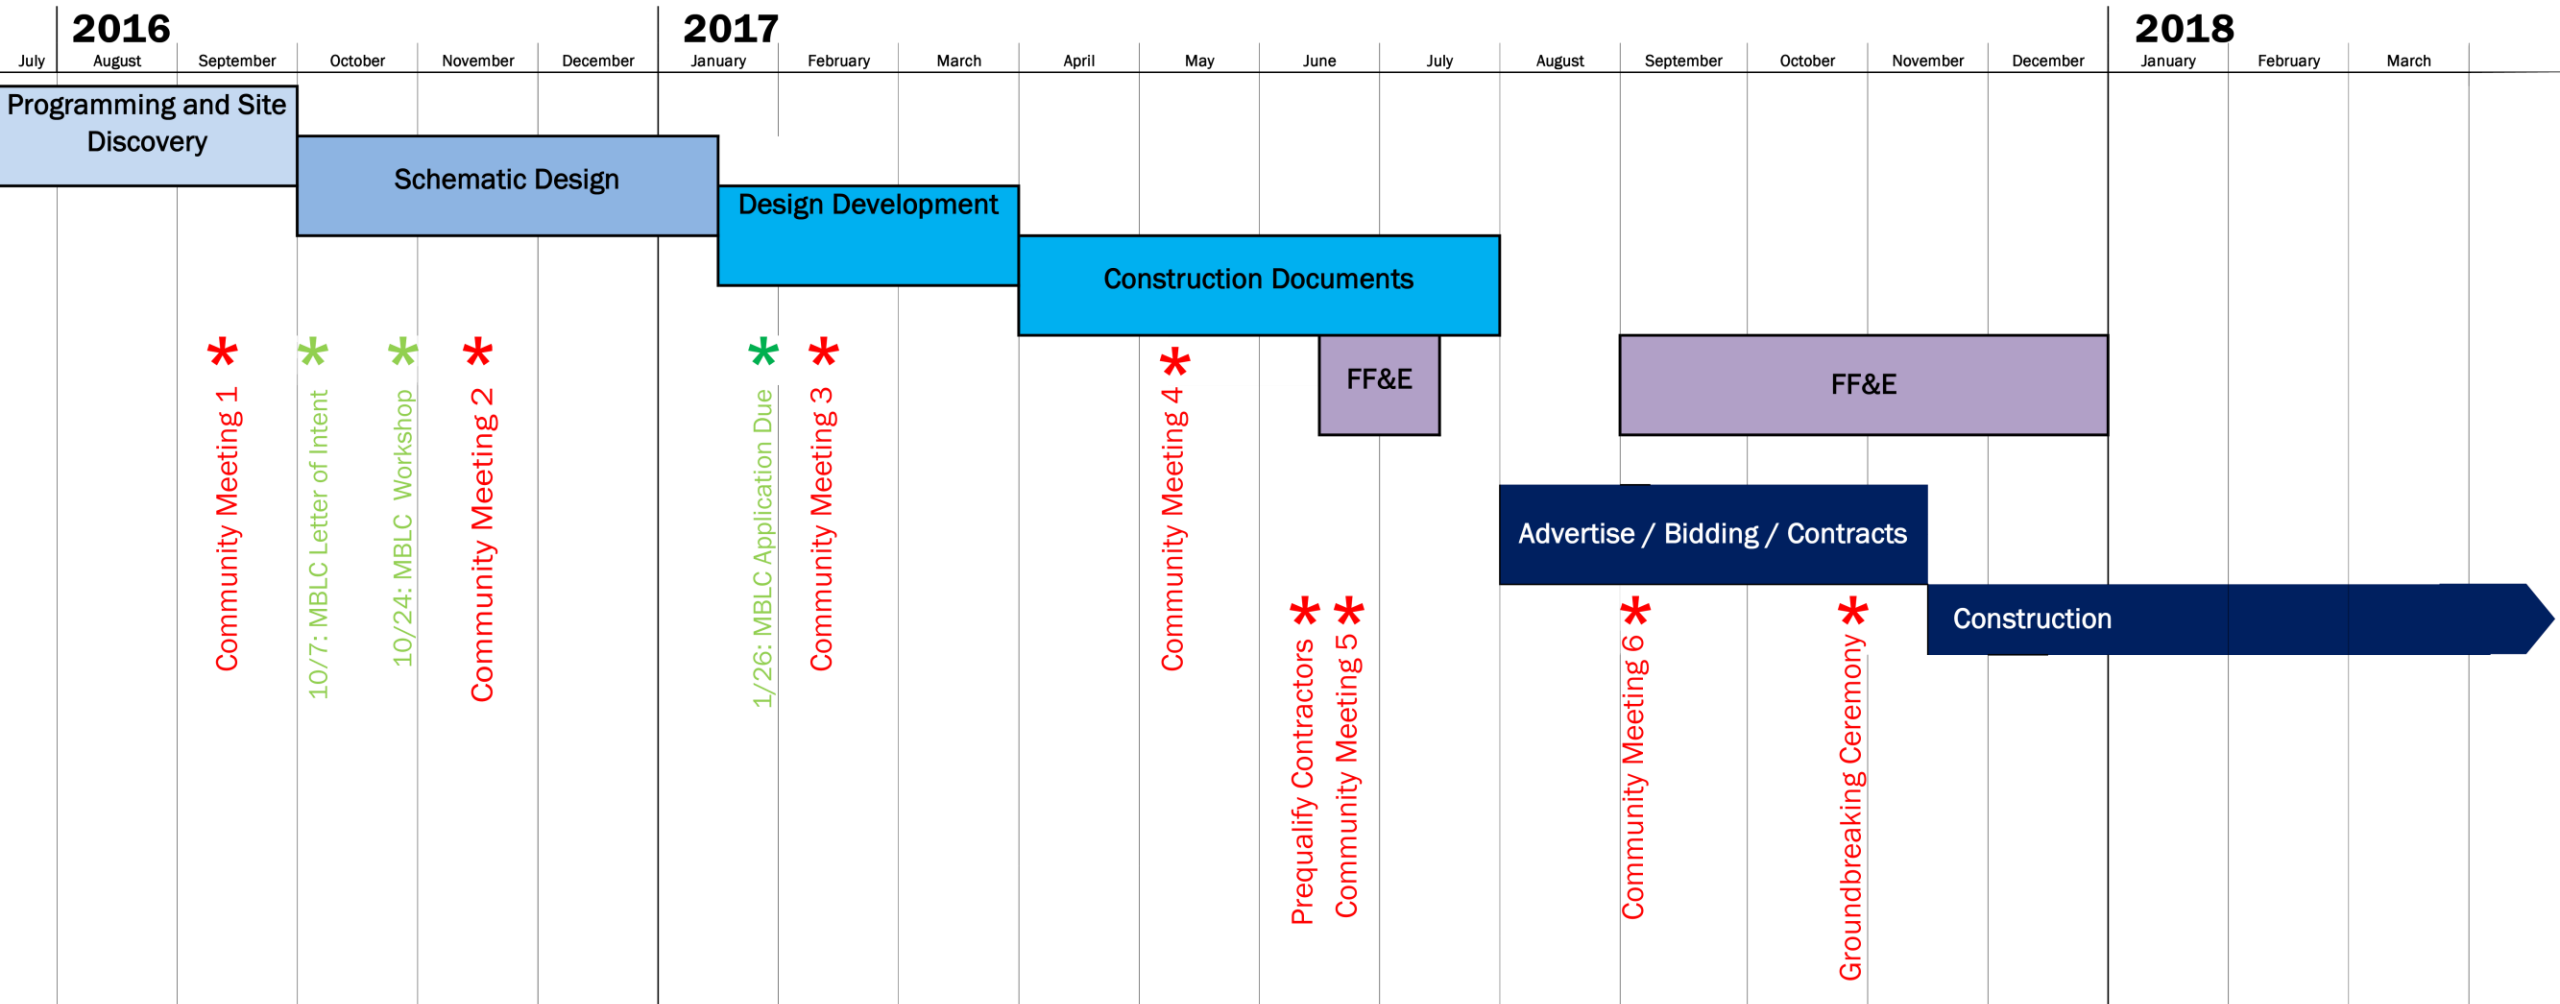 2016
2017
2018
July
August
September
October
November
December
January
February
March
April
May
June
July
August
September
October
November
December
January
February
March
Programming and Site
Discovery
Schematic Design
Design Development
Construction Documents
FF&E
FF&E
Advertise / Bidding / Contracts
Construction
*
Community Meeting 1
*
10/7: MBLC Letter of Intent
*
10/24: MBLC Workshop
*
Community Meeting 2
*
1/26: MBLC Application Due
*
Community Meeting 3
*
Community Meeting 4
*
Prequalify Contractors
*
Community Meeting 5
*
Community Meeting 6
*
Groundbreaking Ceremony